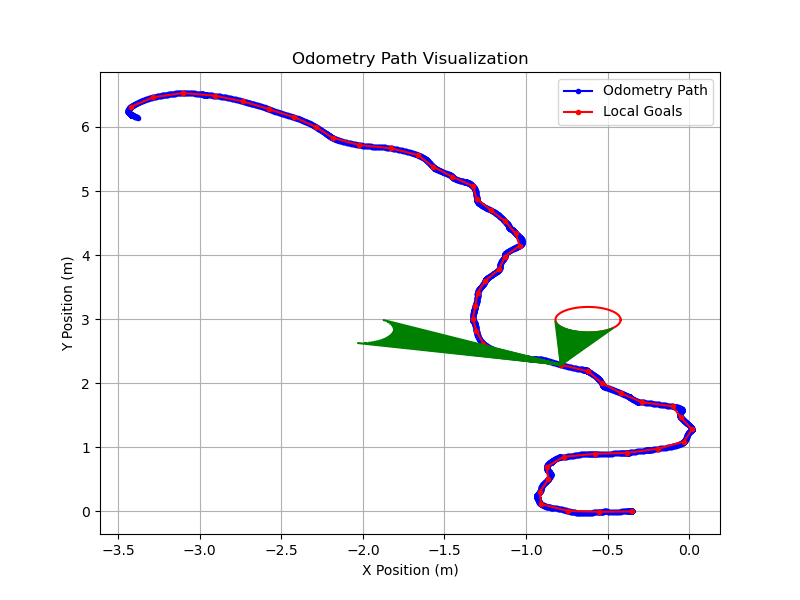 Odometry Path Visualization
Odometry Path
Local Goals
Y Position (m)
6
5
4
3
2
1
0
−3.5 −3.0 −2.5 −2.0 −1.5 −1.0 −0.5 0.0
X Position (m)